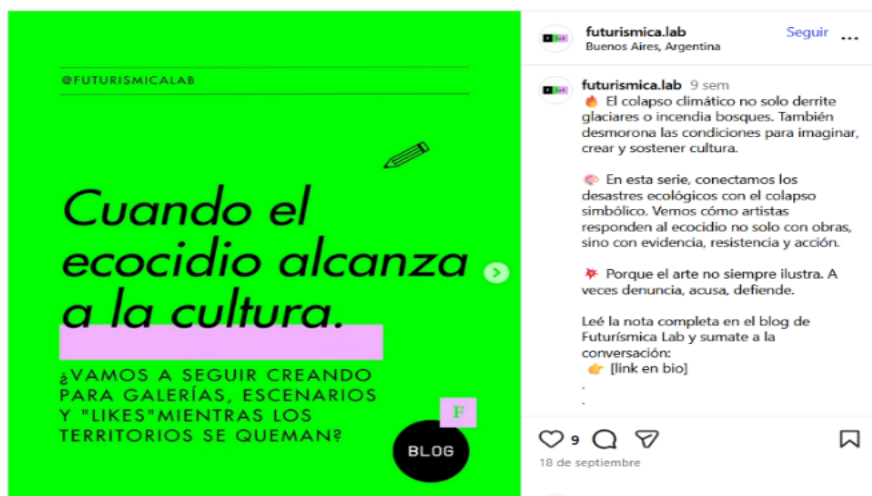 @FUTURISMICALAB
Cuando el
ecocidio alcanza
a la cultura.
¿VAMOS A SEGUIR CREANDO
PARA GALERÍAS, ESCENARIOS
Y "LIKES"MIENTRAS LOS
TERRITORIOS SE QUEMAN?
F
BLOG
futurismica.lab
Seguir
Buenos Aires, Argentina
futurismica.lab 9 sem
🔥 El colapso climático no solo derrite
glaciares o incendia bosques. También
desmorona las condiciones para imaginar,
crear y sostener cultura.
🧠 En esta serie, conectamos los
desastres ecológicos con el colapso
simbólico. Vemos cómo artistas
responden al ecocidio no solo con obras,
sino con evidencia, resistencia y acción.
💥 Porque el arte no siempre ilustra. A
veces denuncia, acusa, defiende.
Leé la nota completa en el blog de
Futurísmica Lab y sumate a la
conversación:
👉 [link en bio]
.
.
9
18 de septiembre